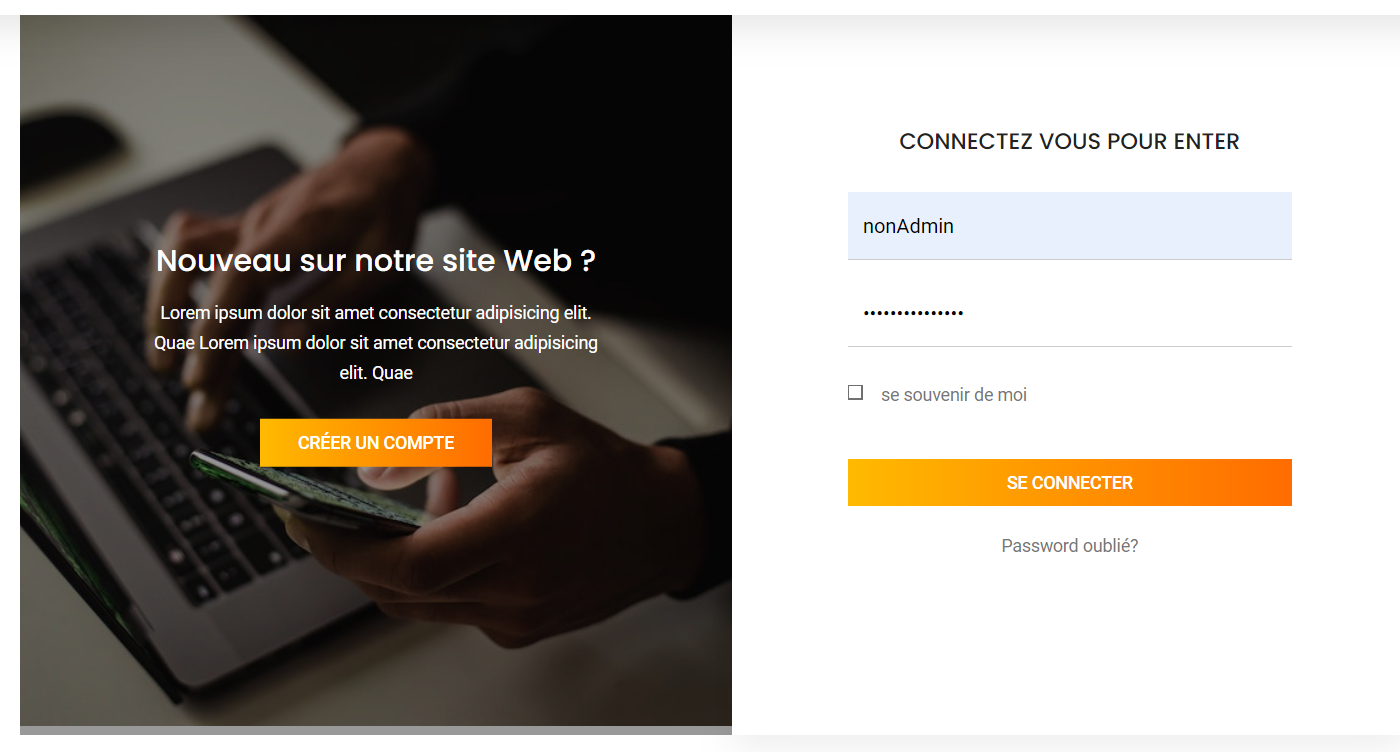 Nouveau sur notre site Web ?
Lorem ipsum dolor sit amet consectetur adipisicing elit.
Quae Lorem ipsum dolor sit amet consectetur adipisicing
elit. Quae
CRÉER UN COMPTE
CONNECTEZ VOUS POUR ENTER
nonAdmin
•••••••••••••••
se souvenir de moi
SE CONNECTER
Password oublié?